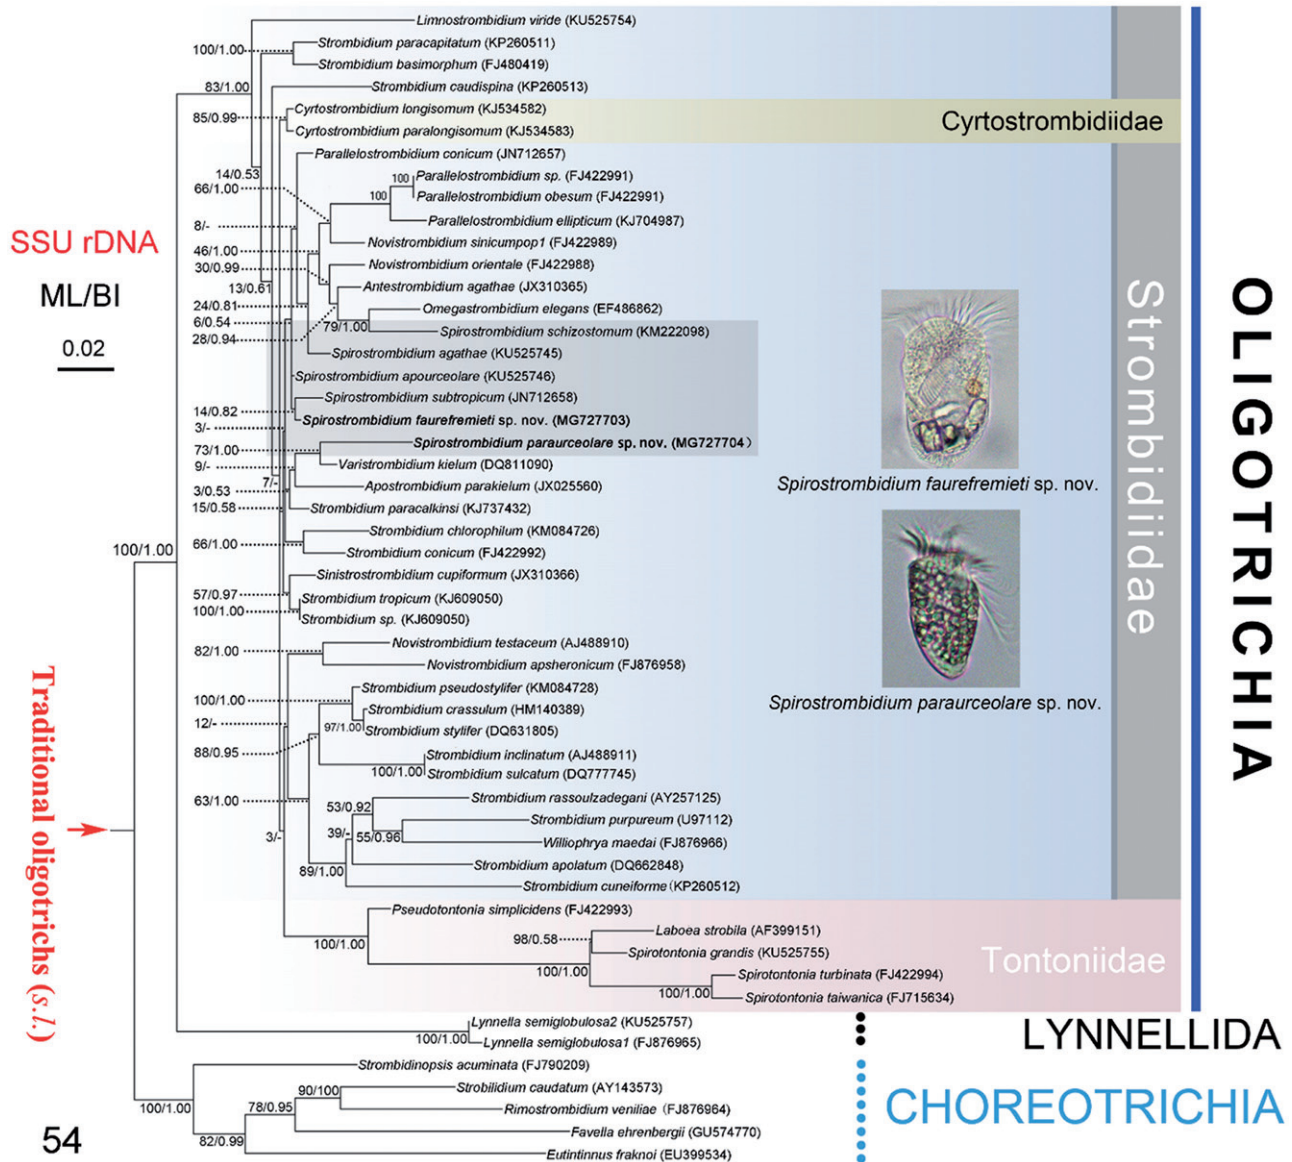 Limnostrombidium viride (KU525754)
100/1.00
Strombidium paracapitatum (KP260511)
Strombidium basimorphum (FJ480419)
83/1.00
Strombidium caudispina (KP260513)
85/0.99
Cyrtostrombidium longisomum (KJ534582)
Cyrtostrombidium paralongisomum (KJ534583)
Cyrtostrombidiidae
Parallelostrombidium conicum (JN712657)
14/0.53
66/1.00
100
Parallelostrombidium sp. (FJ422991)
100
Parallelostrombidium obesum (FJ422991)
Parallelostrombidium ellipticum (KJ704987)
8/-
Novistrombidium sinicumpop1 (FJ422989)
46/1.00
30/0.99
Novistrombidium orientale (FJ422988)
13/0.61
Antestrombidium agathae (JX310365)
24/0.81
Omegastrombidium elegans (EF486862)
6/0.54
79/1.00
Spirostrombidium schizostomum (KM222098)
28/0.94
Spirostrombidium agathae (KU525745)
Spirostrombidium apourceolare (KU525746)
Spirostrombidium subtropicum (JN712658)
14/0.82
Spirostrombidium faurefremieti sp. nov. (MG727703)
3/-
Spirostrombidium paraurceolare sp. nov. (MG727704)
73/1.00
9/-
Varistrombidium kielum (DQ811090)
7/-
Apostrombidium parakielum (JX025560)
3/0.53
15/0.58
Strombidium paracalkinsi (KJ737432)
Strombidium chlorophilum (KM084726)
66/1.00
Strombidium conicum (FJ422992)
Sinistrostrombidium cupiformum (JX310366)
57/0.97
Strombidium tropicum (KJ609050)
100/1.00
Strombidium sp. (KJ609050)
82/1.00
Novistrombidium testaceum (AJ488910)
Novistrombidium apsheronicum (FJ876958)
100/1.00
Strombidium pseudostylifer (KM084728)
Strombidium crassulum (HM140389)
12/-
97/1.00
Strombidium stylifer (DQ631805)
88/0.95
Strombidium inclinatum (AJ488911)
100/1.00
Strombidium sulcatum (DQ777745)
63/1.00
Strombidium rassoulzadegani (AY257125)
53/0.92
Strombidium purpureum (U97112)
39/-
55/0.96
Williophrya maedai (FJ876966)
3/-
Strombidium apolatum (DQ662848)
89/1.00
Strombidium cuneiforme (KP260512)
Pseudotontonia simplicidens (FJ422993)
100/1.00
Laboea strobila (AF399151)
98/0.58
Spirotontonia grandis (KU525755)
100/1.00
Spirotontonia turbinata (FJ422994)
100/1.00
Spirotontonia taiwanica (FJ715634)
Tontoniidae
Lynnella semiglobulosa2 (KU525757)
100/1.00
Lynnella semiglobulosa1 (FJ876965)
LYNNELLIDA
Strombidinopsis acuminata (FJ790209)
100/1.00
90/100
Strobilidium caudatum (AY143573)
78/0.95
Rimostrombidium veniliae (FJ876964)
82/0.99
Favella ehrenbergii (GU574770)
Eutintinnus fraknoi (EU399534)
CHOREOTRICHIA
SSU rDNA
ML/BI
0.02
100/1.00
Traditional oligotrichs (s.l.)
54
Spirostrombidium faurefremieti sp. nov.
Spirostrombidium paraurceolare sp. nov.
Strombidiidae
OLIGOTRICHIA